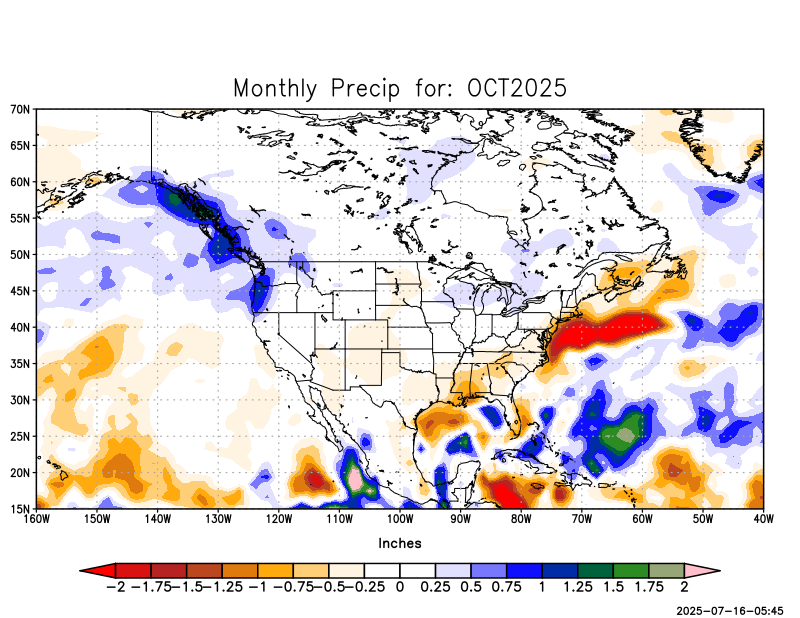 Monthly Precip for: OCT2025
70N
65N
60N
55N
50N
45N
40N
35N
30N
25N
20N
15N
160W 150W 140W 130W 120W 110W 100W 90W 80W 70W 60W 50W 40W
Inches
-2 -1.75 -1.5 -1.25 -1 -0.75 -0.5 -0.25 0 0.25 0.5 0.75 1 1.25 1.5 1.75 2
2025-07-16-05:45